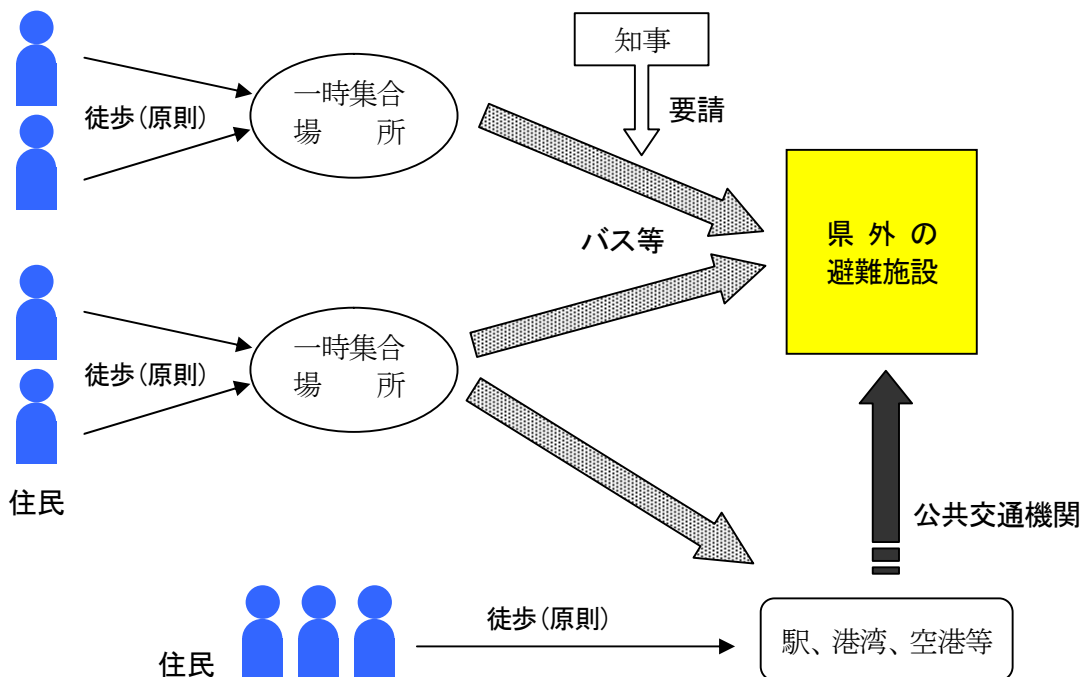 知事
一時集合
場　　所
徒歩（原則）
要請
県 外 の
避難施設
バス等
一時集合
場　　所
徒歩（原則）
住民
公共交通機関
徒歩（原則）
駅、港湾、空港等
住民